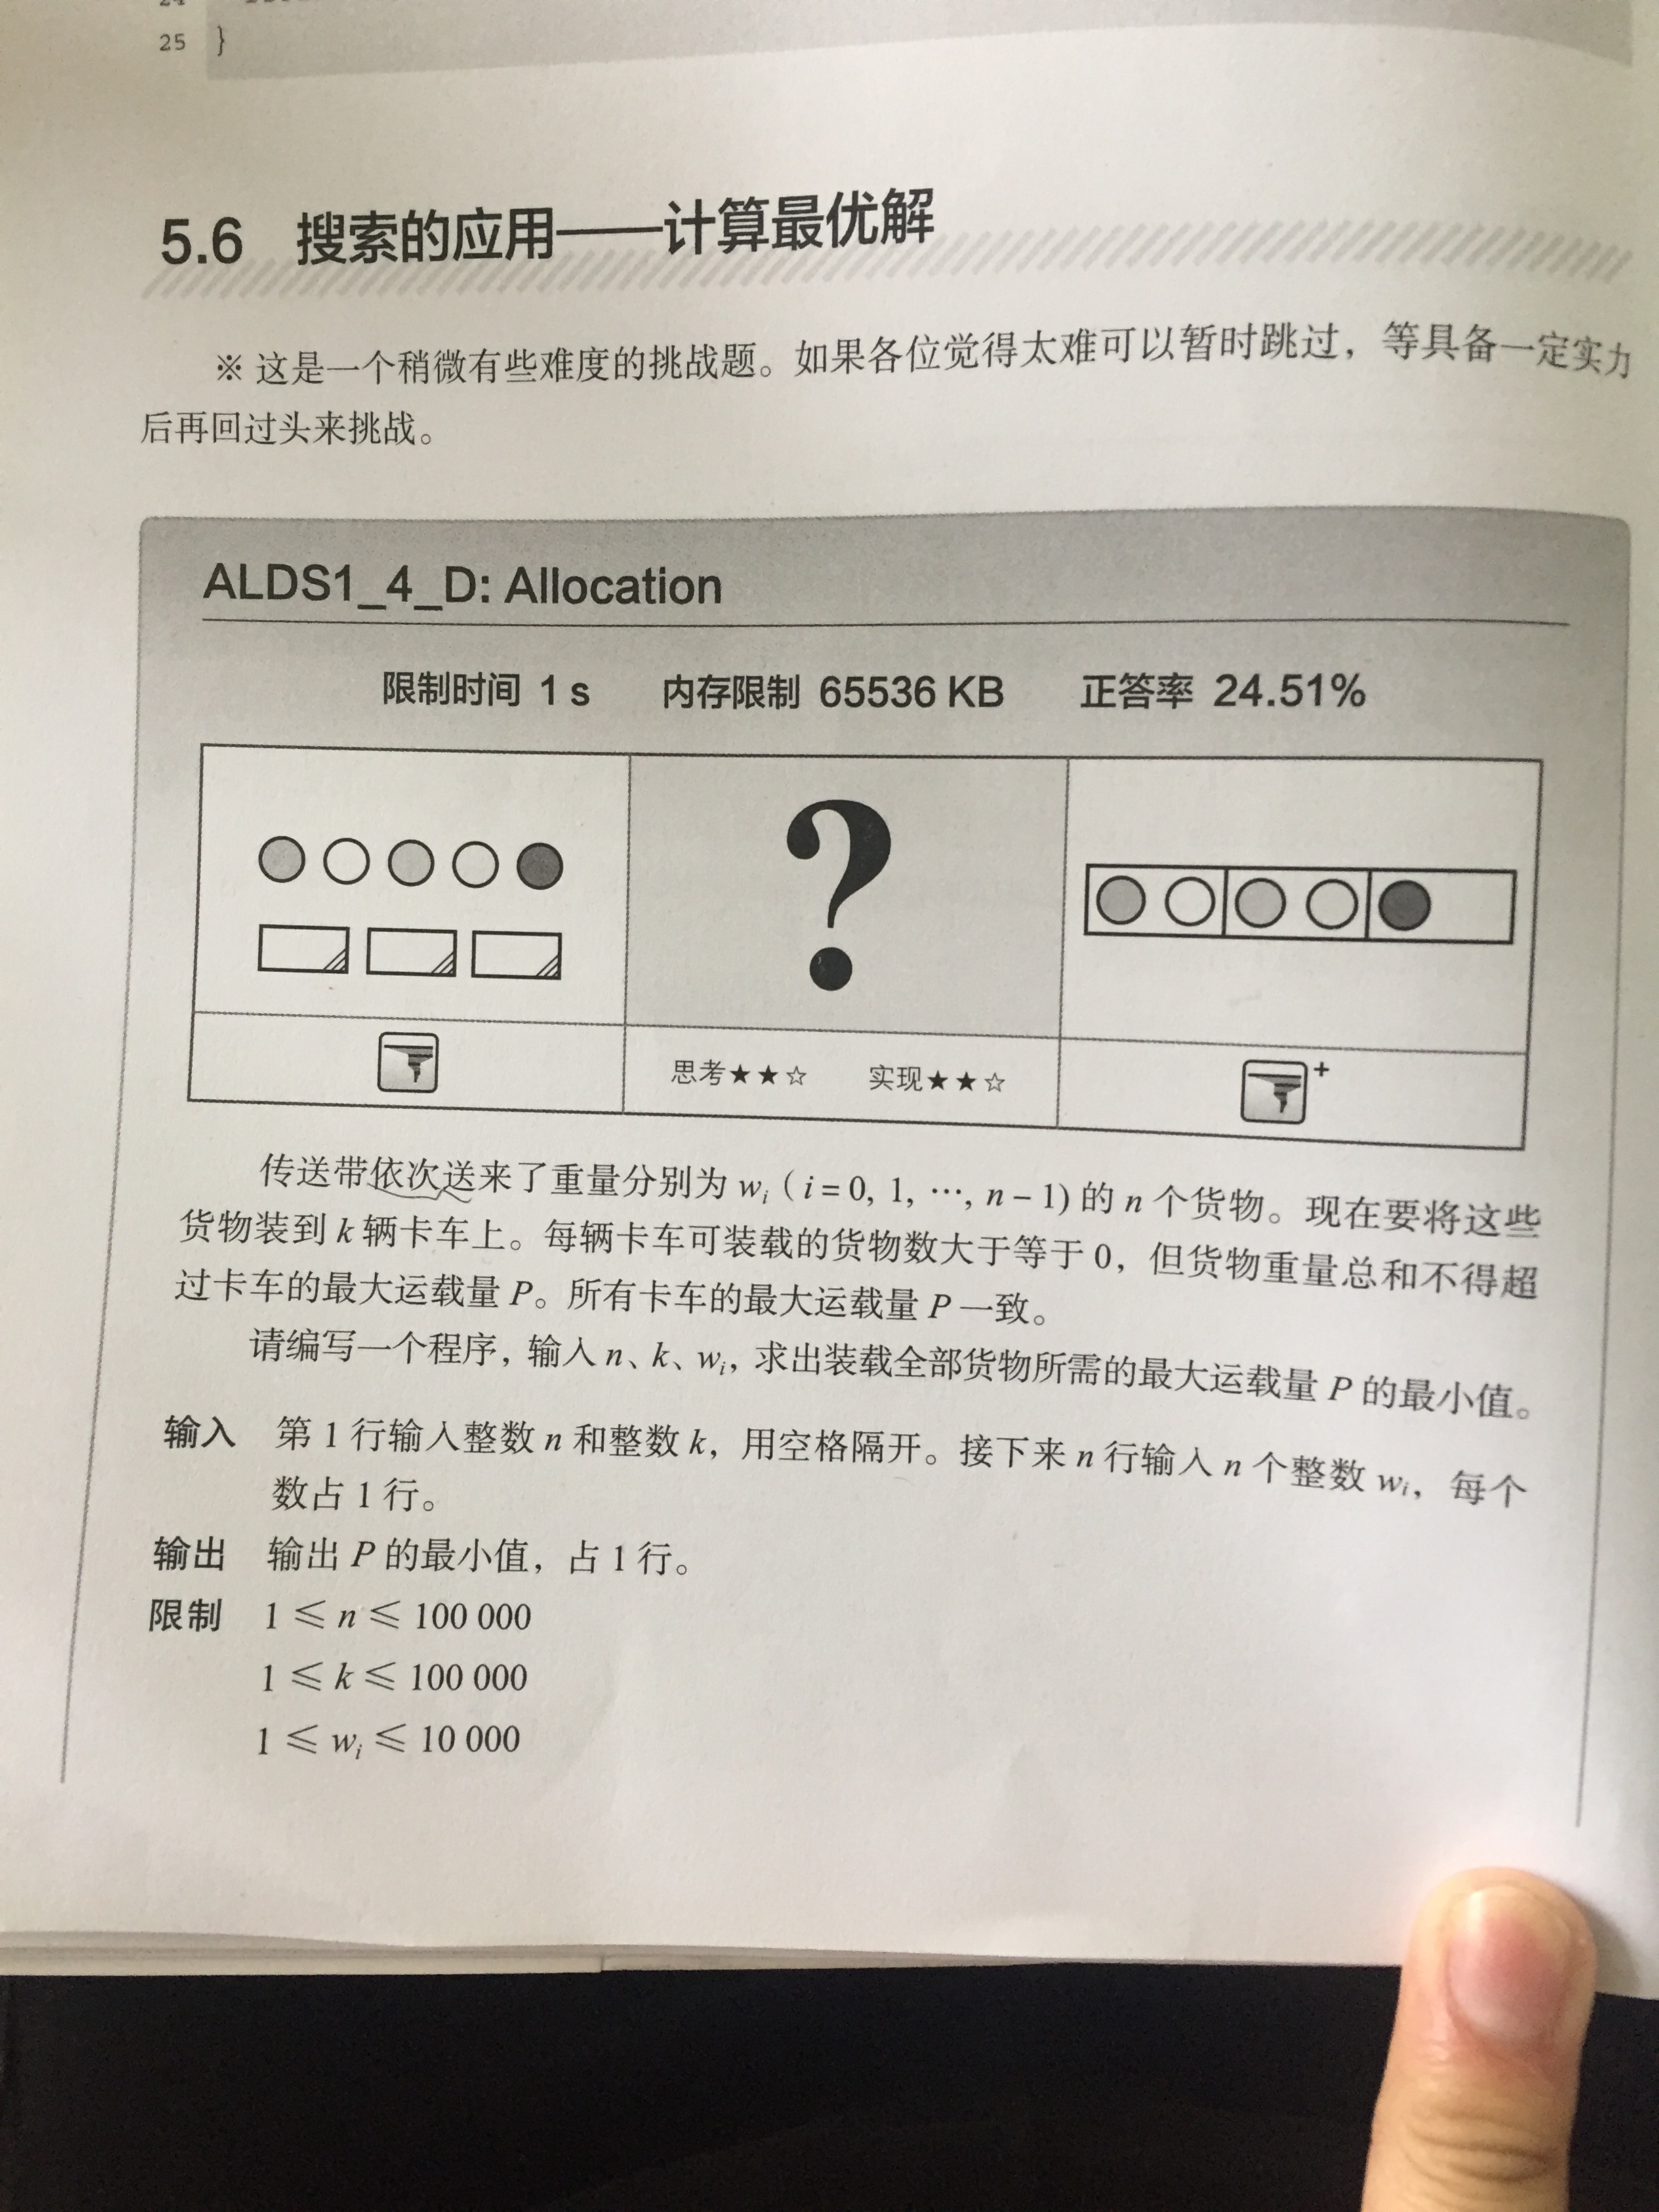 25 }
5.6 搜索的应用——计算最优解
※ 这是一个稍微有些难度的挑战题。如果各位觉得太难可以暂时跳过，等具备一定实力
后再回过头来挑战。
ALDS1_4_D: Allocation
限制时间 1 s 内存限制 65536 KB 正答率 24.51%
?
思考★★☆ 实现★★☆
+
传送带依次送来了重量分别为 wᵢ ( i = 0, 1, …, n − 1) 的 n 个货物。现在要将这些
货物装到 k 辆卡车上。每辆卡车可装载的货物数大于等于 0，但货物重量总和不得超
过卡车的最大运载量 P。所有卡车的最大运载量 P 一致。
请编写一个程序，输入 n、k、wᵢ，求出装载全部货物所需的最大运载量 P 的最小值。
输入 第 1 行输入整数 n 和整数 k，用空格隔开。接下来 n 行输入 n 个整数 wᵢ，每个
数占 1 行。
输出 输出 P 的最小值，占 1 行。
限制 1 ≤ n ≤ 100 000
1 ≤ k ≤ 100 000
1 ≤ wᵢ ≤ 10 000